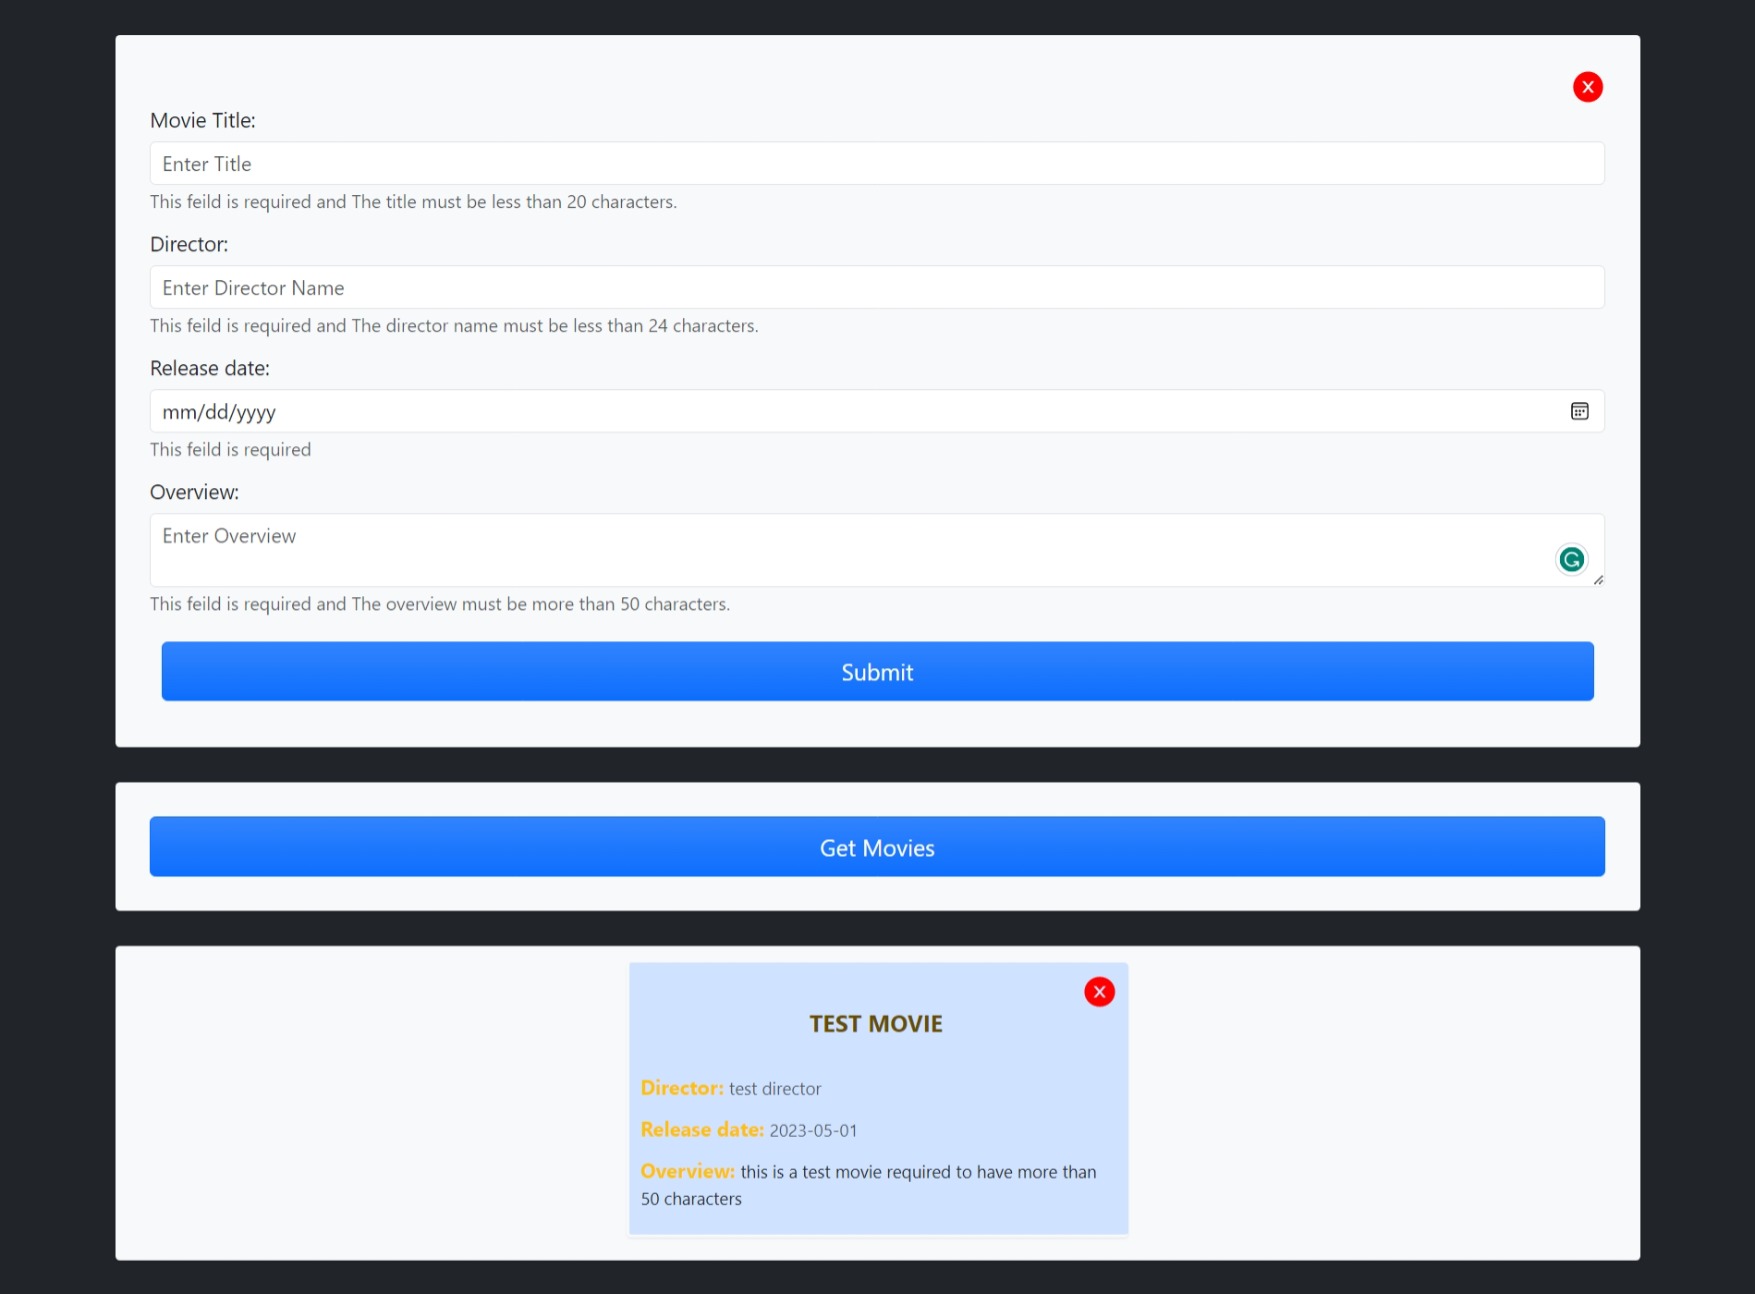 X
Movie Title:
Enter Title
This feild is required and The title must be less than 20 characters.
Director:
Enter Director Name
This feild is required and The director name must be less than 24 characters.
Release date:
mm/dd/yyyy
This feild is required
Overview:
Enter Overview
This feild is required and The overview must be more than 50 characters.
Submit
Get Movies
X
TEST MOVIE
Director: test director
Release date: 2023-05-01
Overview: this is a test movie required to have more than
50 characters